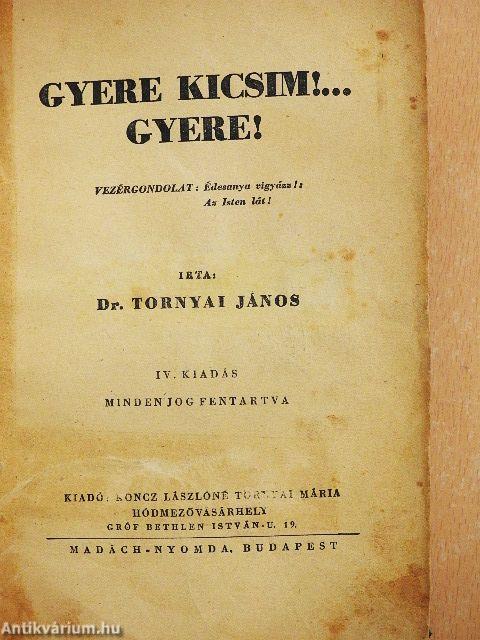 GYERE KICSIM!...
GYERE!
VEZÉRGONDOLAT: Édesanya vigyázz!:
Az Isten lát!
IRTA:
Dr. TORNYAI JÁNOS
IV. KIADÁS
MINDEN JOG FENTARTVA
KIADÓ: KONCZ LÁSZLÓNÉ TORNYAI MÁRIA
HÓDMEZŐVÁSÁRHELY
GRÓF BETHLEN ISTVÁN-U. 19.
MADÁCH-NYOMDA, BUDAPEST
Antikvárium.hu